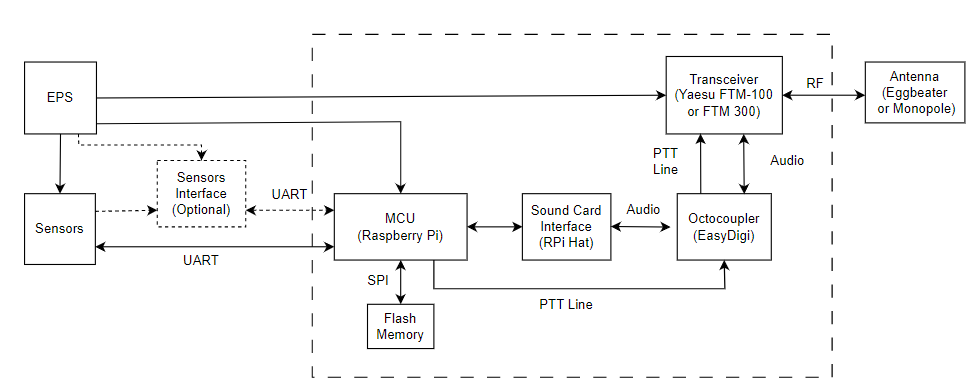 EPS
Transceiver
(Yaesu FTM-100
or FTM 300)
RF
Antenna
(Eggbeater
or Monopole)
PTT
Line
Audio
Sensors
Interface
(Optional)
UART
Sensors
UART
MCU
(Raspberry Pi)
Sound Card
Interface
(RPi Hat)
Audio
Octocoupler
(EasyDigi)
SPI
PTT Line
Flash
Memory